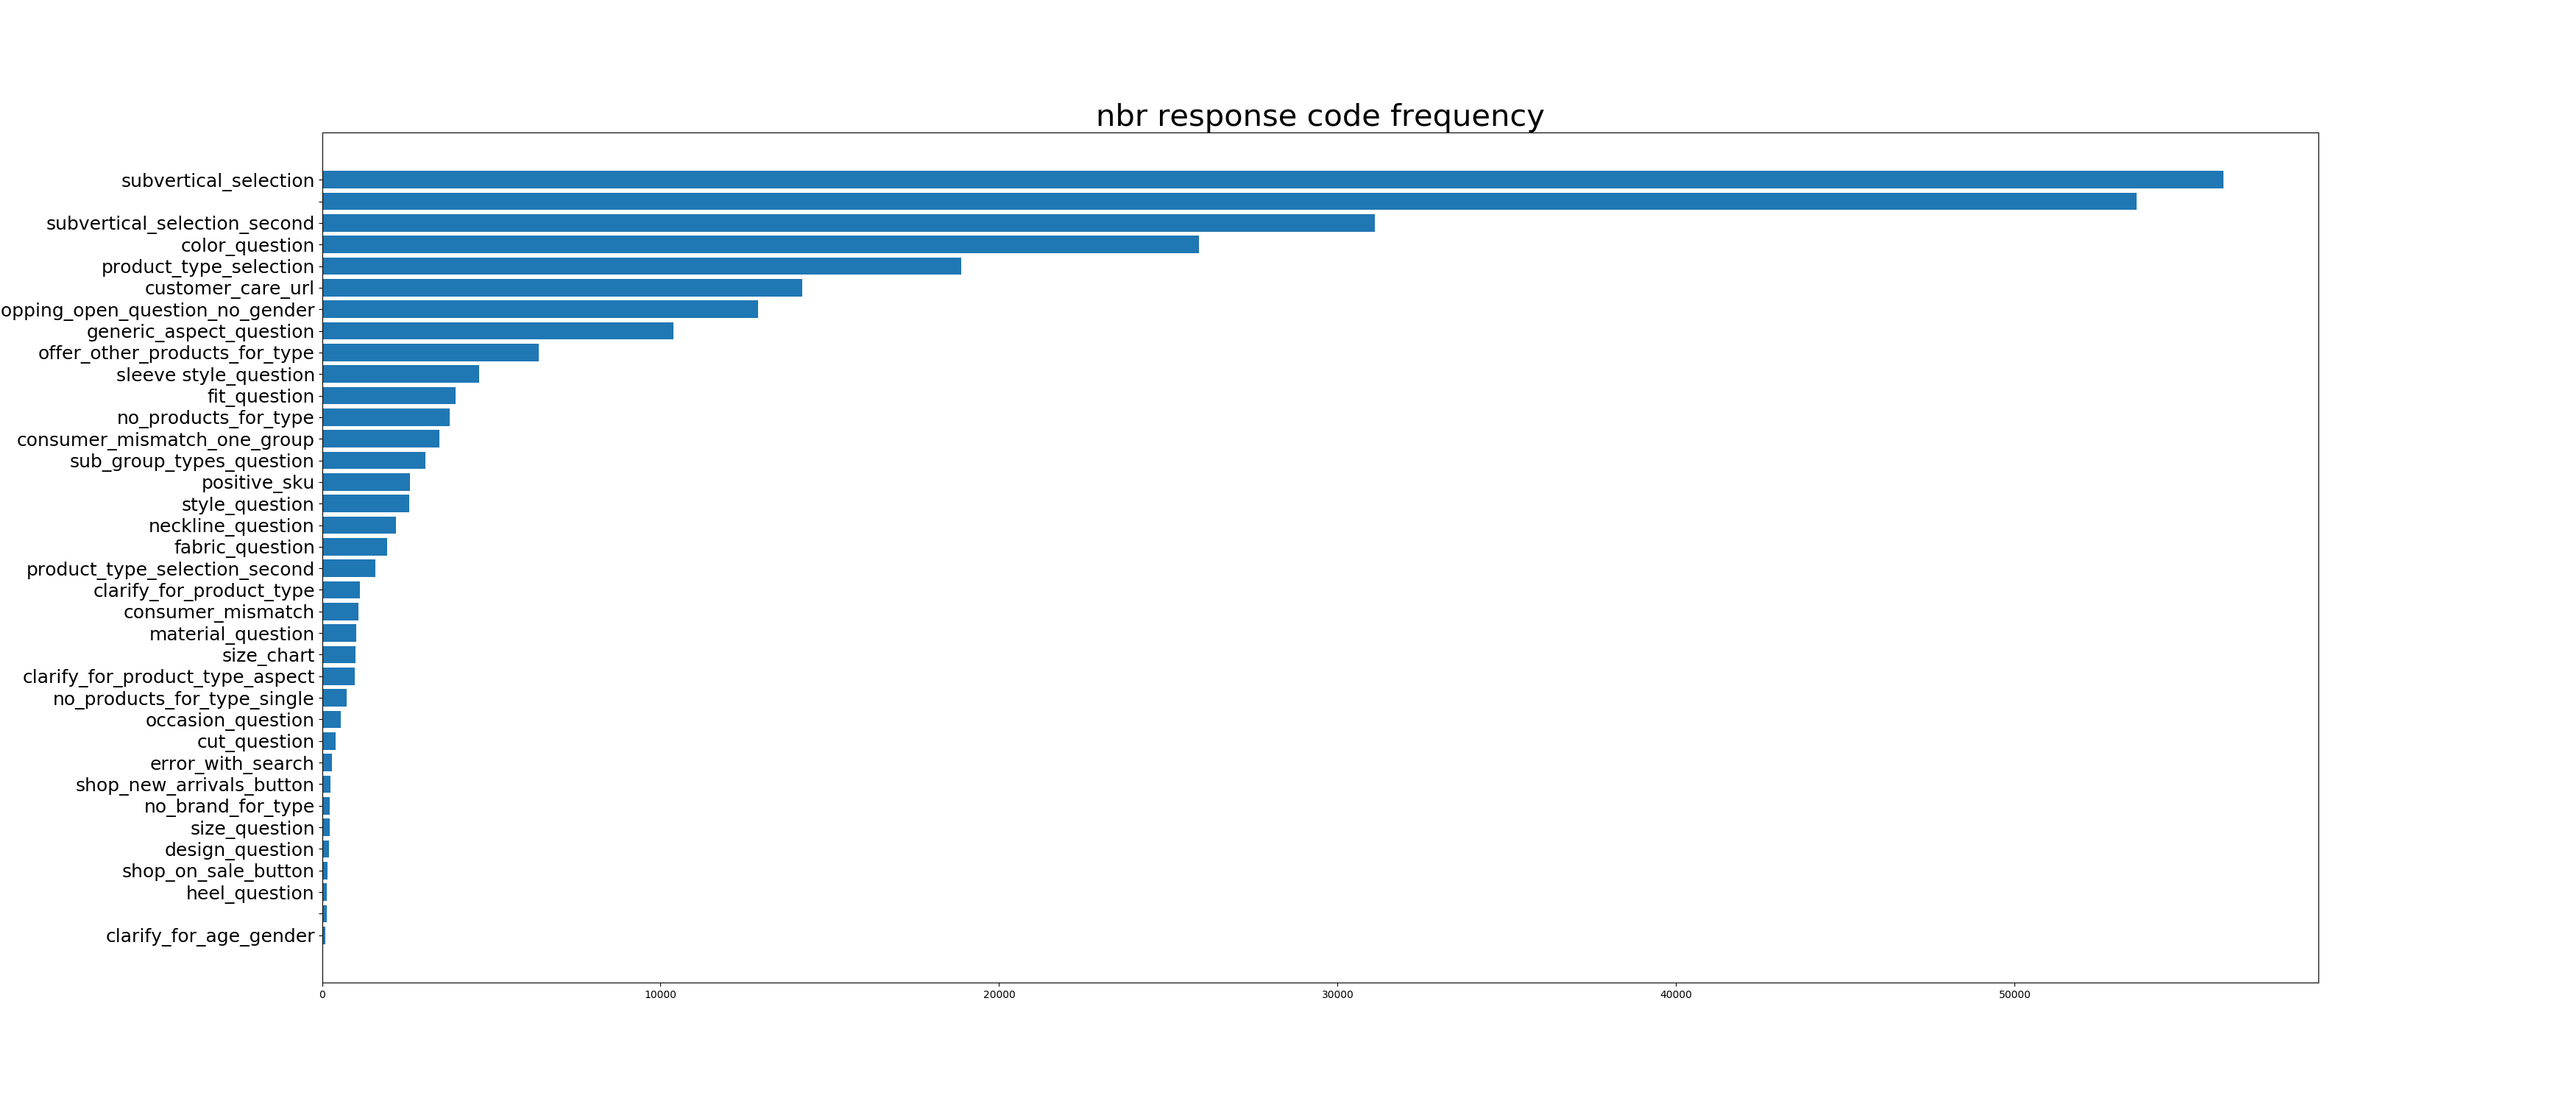 nbr response code frequency
subvertical_selection
subvertical_selection_second
color_question
product_type_selection
customer_care_url
opping_open_question_no_gender
generic_aspect_question
offer_other_products_for_type
sleeve style_question
fit_question
no_products_for_type
consumer_mismatch_one_group
sub_group_types_question
positive_sku
style_question
neckline_question
fabric_question
product_type_selection_second
clarify_for_product_type
consumer_mismatch
material_question
size_chart
clarify_for_product_type_aspect
no_products_for_type_single
occasion_question
cut_question
error_with_search
shop_new_arrivals_button
no_brand_for_type
size_question
design_question
shop_on_sale_button
heel_question
clarify_for_age_gender
0 10000 20000 30000 40000 50000